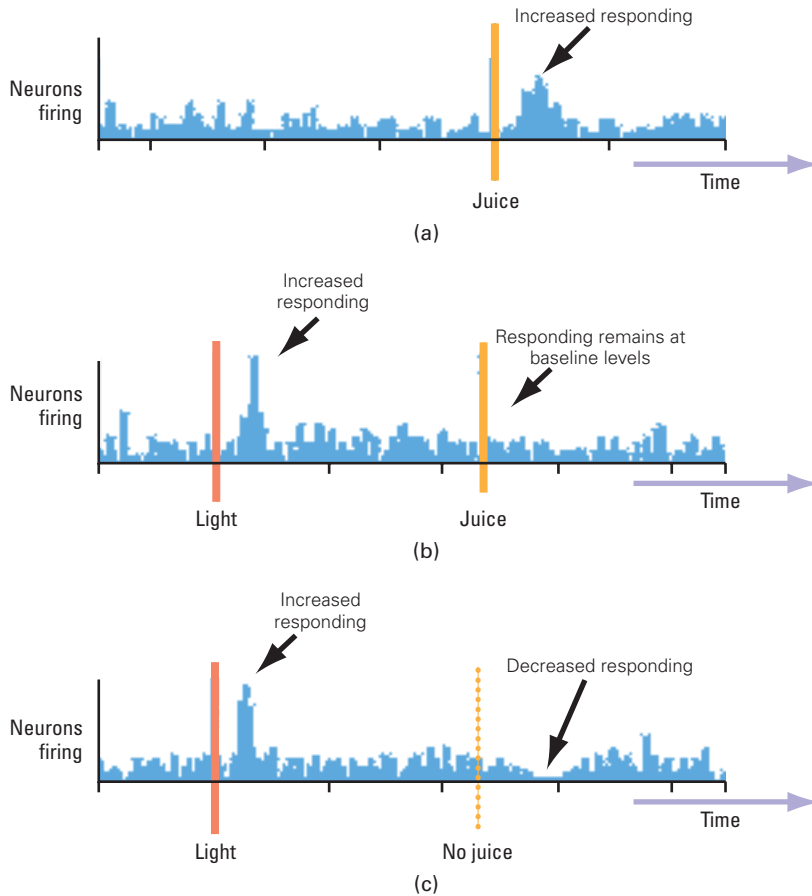 Increased responding
Neurons
firing
Time
Juice
(a)
Increased
responding
Responding remains at
baseline levels
Neurons
firing
Time
Light
Juice
(b)
Increased
responding
Decreased responding
Neurons
firing
Time
Light
No juice
(c)